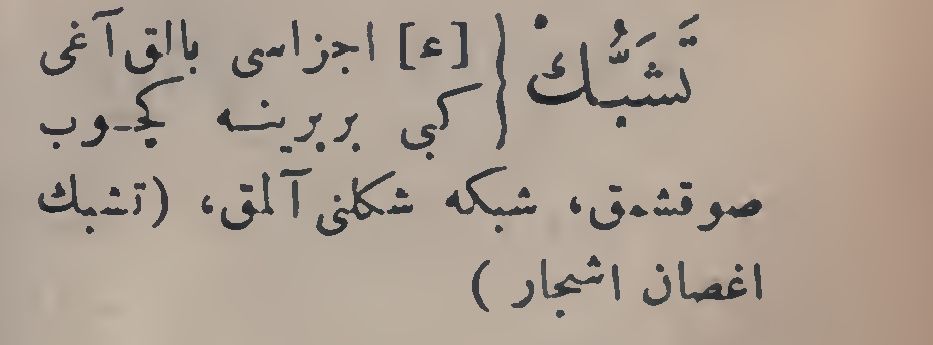 تَشَبُّكْ { [ع] اجزاسی بالق آغی
کبی بربرینه کچوب
صوقشمق، شبکه شکلنی آلمق، (تشبك
اغصان اشجار )